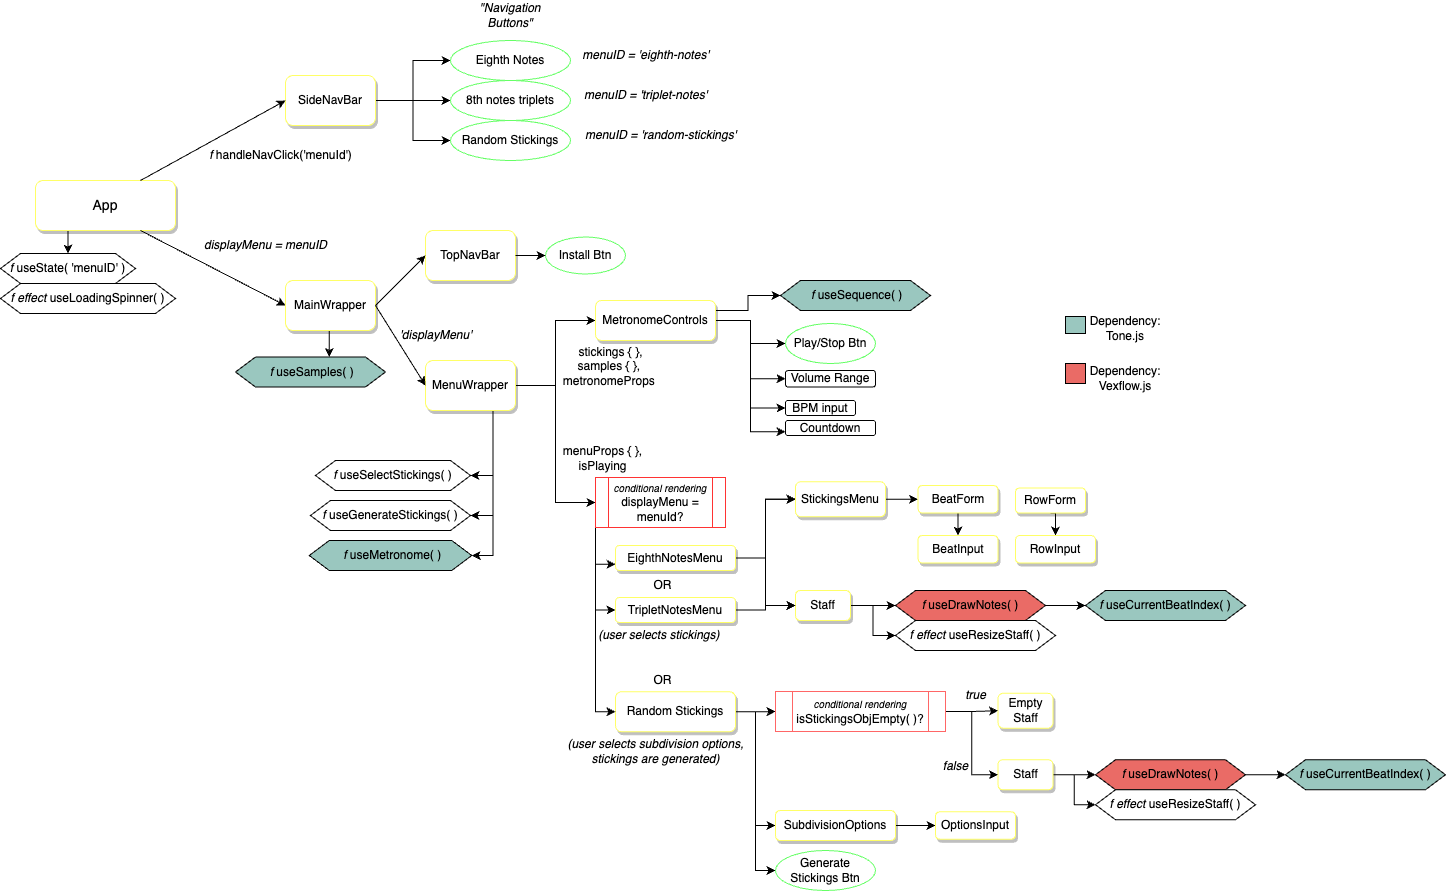 "Navigation
Buttons"
Eighth Notes
menuID = 'eighth-notes'
SideNavBar
8th notes triplets
menuID = 'triplet-notes'
Random Stickings
menuID = 'random-stickings'
f handleNavClick('menuId')
App
displayMenu = menuID
f useState( 'menuID' )
f effect useLoadingSpinner( )
TopNavBar
Install Btn
MainWrapper
'displayMenu'
f useSamples( )
MenuWrapper
MetronomeControls
f useSequence( )
stickings { },
samples { },
metronomeProps
Play/Stop Btn
Volume Range
BPM input
Countdown
Dependency:
Tone.js
Dependency:
Vexflow.js
menuProps { },
isPlaying
f useSelectStickings( )
f useGenerateStickings( )
f useMetronome( )
conditional rendering
displayMenu =
menuId?
StickingsMenu
BeatForm
RowForm
BeatInput
RowInput
EighthNotesMenu
OR
TripletNotesMenu
(user selects stickings)
Staff
f useDrawNotes( )
f useCurrentBeatIndex( )
f effect useResizeStaff( )
OR
Random Stickings
(user selects subdivision options,
stickings are generated)
conditional rendering
isStickingsObjEmpty( )?
true
Empty
Staff
false
Staff
f useDrawNotes( )
f useCurrentBeatIndex( )
f effect useResizeStaff( )
SubdivisionOptions
OptionsInput
Generate
Stickings Btn